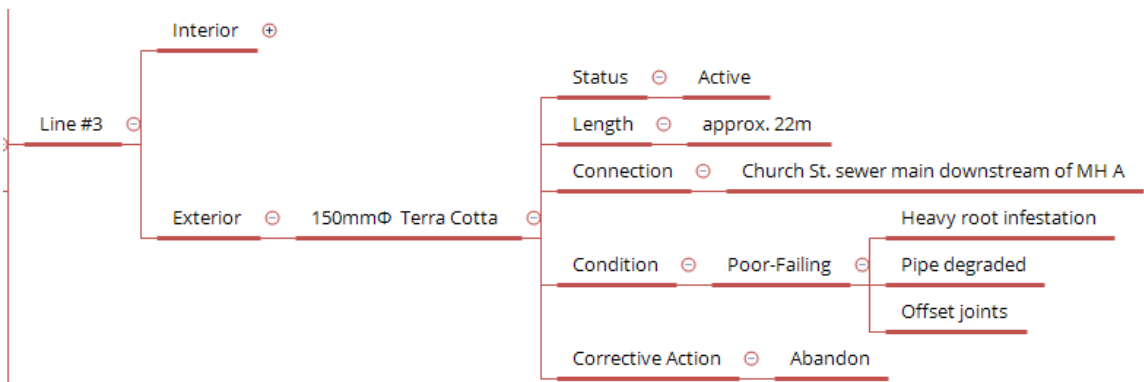 Interior
Line #3
Exterior
150mmΦ Terra Cotta
Status
Active
Length
approx. 22m
Connection
Church St. sewer main downstream of MH A
Condition
Poor-Failing
Heavy root infestation
Pipe degraded
Offset joints
Corrective Action
Abandon